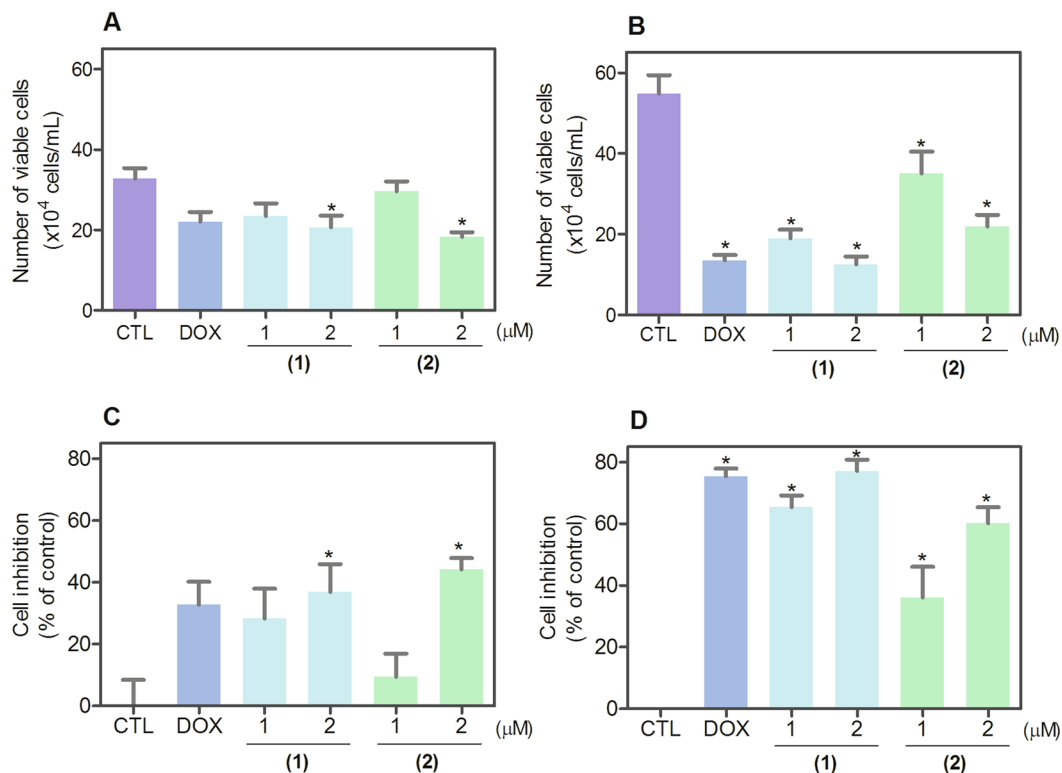 A
Number of viable cells
(x10⁴ cells/mL)
60
40
20
0
*
*
CTL DOX 1 2 1 2 (μM)
(1) (2)
B
Number of viable cells
(x10⁴ cells/mL)
60
40
20
0
* * * * *
CTL DOX 1 2 1 2 (μM)
(1) (2)
C
Cell inhibition
(% of control)
80
60
40
20
0
* *
CTL DOX 1 2 1 2 (μM)
(1) (2)
D
Cell inhibition
(% of control)
80
60
40
20
0
* * * * *
CTL DOX 1 2 1 2 (μM)
(1) (2)